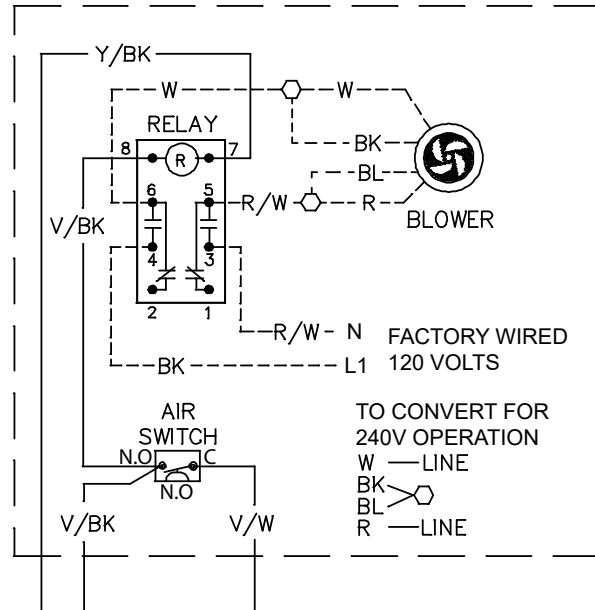 Y/BK
W
W
RELAY
BK
8
R
7
BL
6
5
R/W
R
V/BK
BLOWER
4
3
2
1
R/W
N
FACTORY WIRED
BK
L1
120 VOLTS
AIR
SWITCH
TO CONVERT FOR
240V OPERATION
N.O
C
W
LINE
N.O
BK
BL
V/BK
V/W
R
LINE